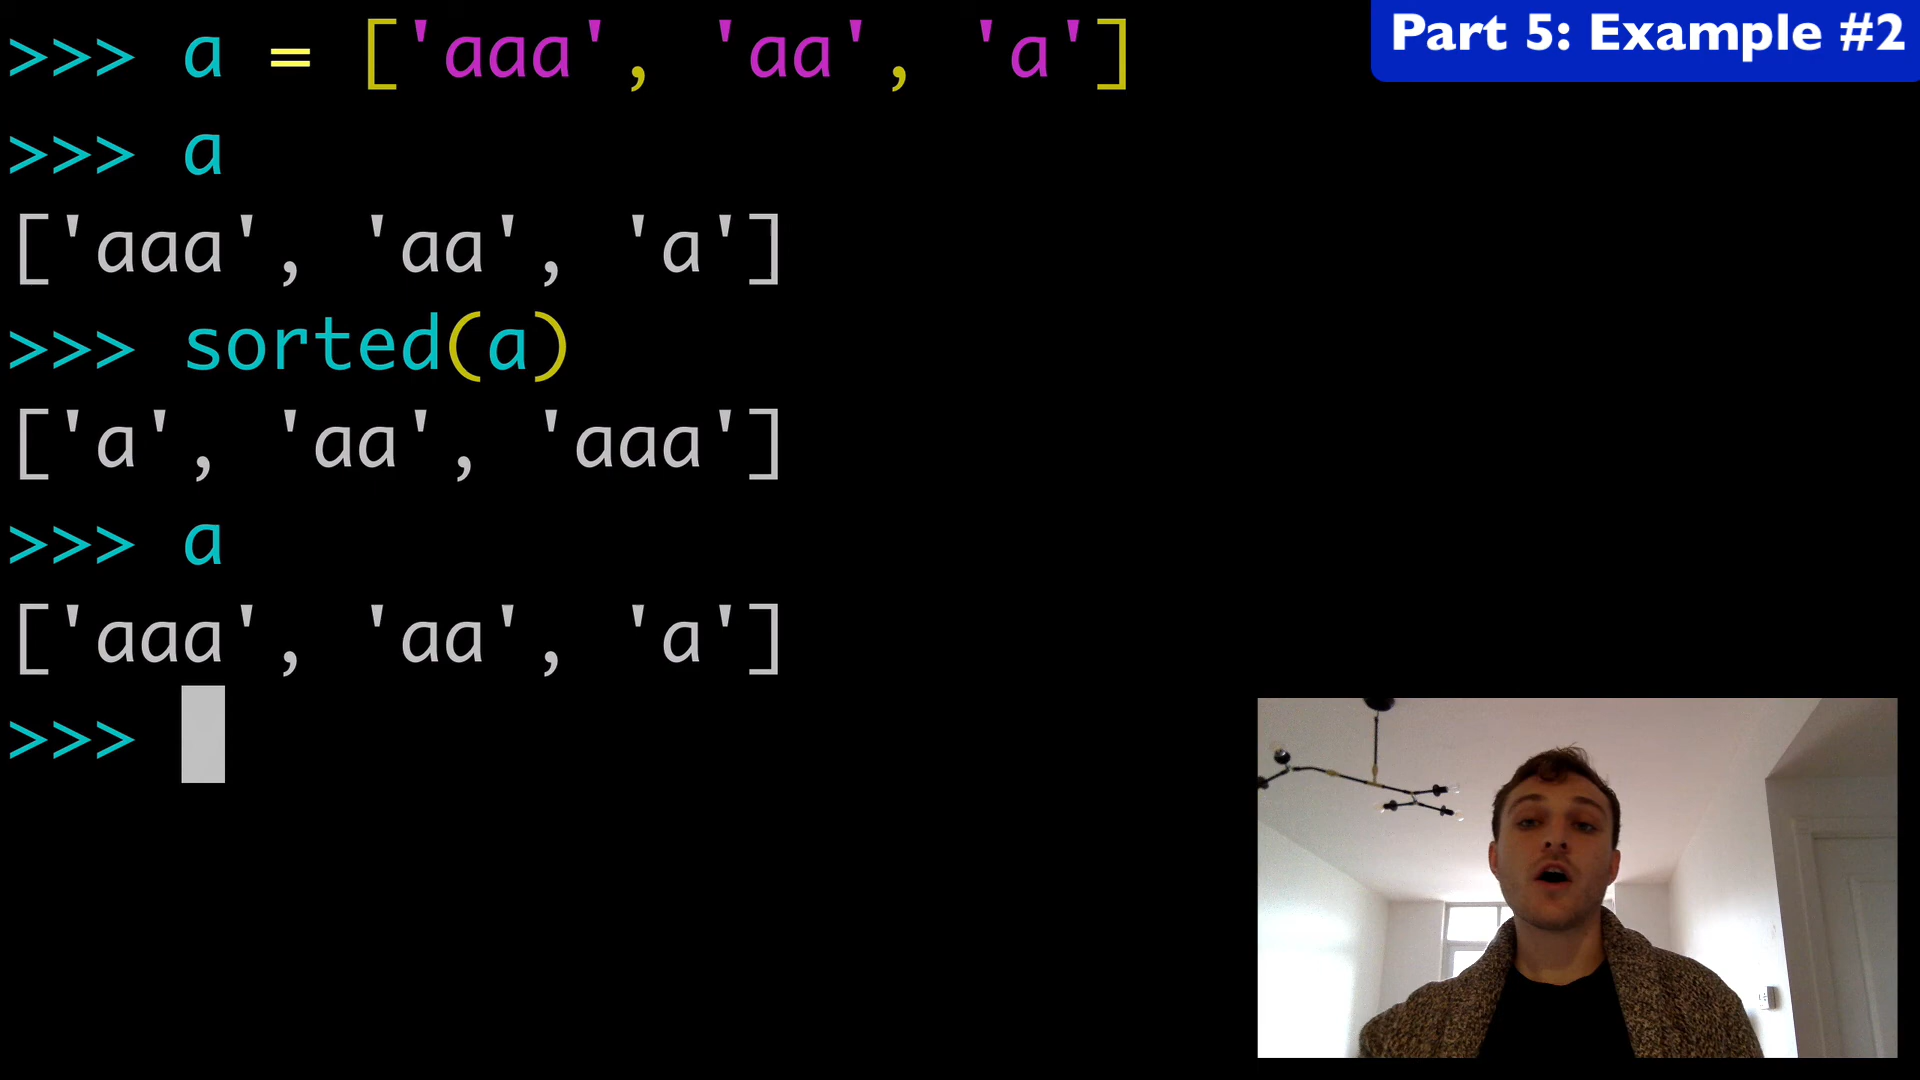 >>> a = ['aaa', 'aa', 'a']
Part 5: Example #2
>>> a
['aaa', 'aa', 'a']
>>> sorted(a)
['a', 'aa', 'aaa']
>>> a
['aaa', 'aa', 'a']
>>>